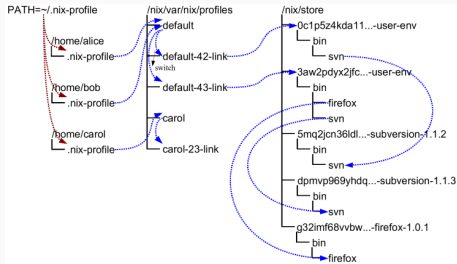 PATH=~/.nix-profile
/home/alice
.nix-profile
/home/bob
.nix-profile
/home/carol
.nix-profile
/nix/var/nix/profiles
default
default-42-link
switch
default-43-link
carol
carol-23-link
/nix/store
0c1p5z4kda11...-user-env
bin
svn
3aw2pdyx2jfc...-user-env
bin
firefox
svn
5mq2jcn36ldl...-subversion-1.1.2
bin
svn
dpmvp969yhdq...-subversion-1.1.3
bin
svn
g32imf68vvbw...-firefox-1.0.1
bin
firefox